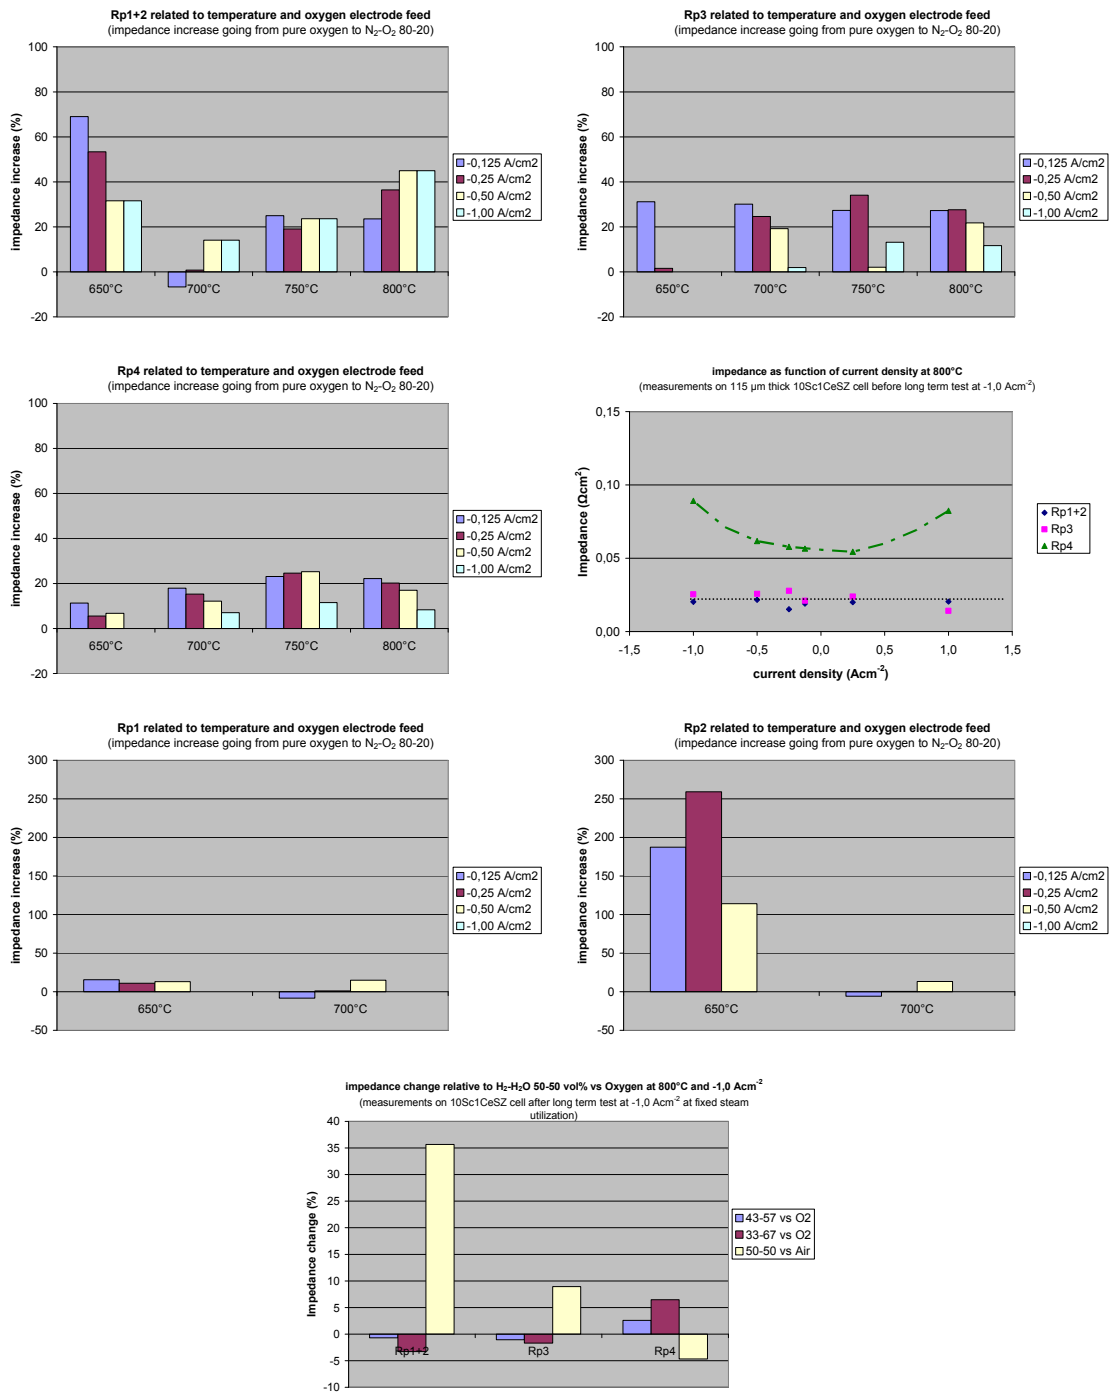 Rp1+2 related to temperature and oxygen electrode feed
(impedance increase going from pure oxygen to N₂-O₂ 80-20)
impedance increase (%)
100
80
60
40
20
0
-20
650°C
700°C
750°C
800°C
-0,125 A/cm2
-0,25 A/cm2
-0,50 A/cm2
-1,00 A/cm2
Rp3 related to temperature and oxygen electrode feed
(impedance increase going from pure oxygen to N₂-O₂ 80-20)
impedance increase (%)
100
80
60
40
20
0
-20
650°C
700°C
750°C
800°C
-0,125 A/cm2
-0,25 A/cm2
-0,50 A/cm2
-1,00 A/cm2
Rp4 related to temperature and oxygen electrode feed
(impedance increase going from pure oxygen to N₂-O₂ 80-20)
impedance increase (%)
100
80
60
40
20
0
-20
650°C
700°C
750°C
800°C
-0,125 A/cm2
-0,25 A/cm2
-0,50 A/cm2
-1,00 A/cm2
impedance as function of current density at 800°C
(measurements on 115 µm thick 10Sc1CeSZ cell before long term test at -1,0 Acm⁻²)
Impedance (Ωcm²)
0,15
0,10
0,05
0,00
-1,5
-1,0
-0,5
0,0
0,5
1,0
1,5
current density (Acm⁻²)
Rp1+2
Rp3
Rp4
Rp1 related to temperature and oxygen electrode feed
(impedance increase going from pure oxygen to N₂-O₂ 80-20)
impedance increase (%)
300
250
200
150
100
50
0
-50
650°C
700°C
-0,125 A/cm2
-0,25 A/cm2
-0,50 A/cm2
-1,00 A/cm2
Rp2 related to temperature and oxygen electrode feed
(impedance increase going from pure oxygen to N₂-O₂ 80-20)
impedance increase (%)
300
250
200
150
100
50
0
-50
650°C
700°C
-0,125 A/cm2
-0,25 A/cm2
-0,50 A/cm2
-1,00 A/cm2
impedance change relative to H₂-H₂O 50-50 vol% vs Oxygen at 800°C and -1,0 Acm⁻²
(measurements on 10Sc1CeSZ cell after long term test at -1,0 Acm⁻² at fixed steam
utilization)
Impedance change (%)
40
35
30
25
20
15
10
5
0
-5
-10
Rp1+2
Rp3
Rp4
43-57 vs O2
33-67 vs O2
50-50 vs Air